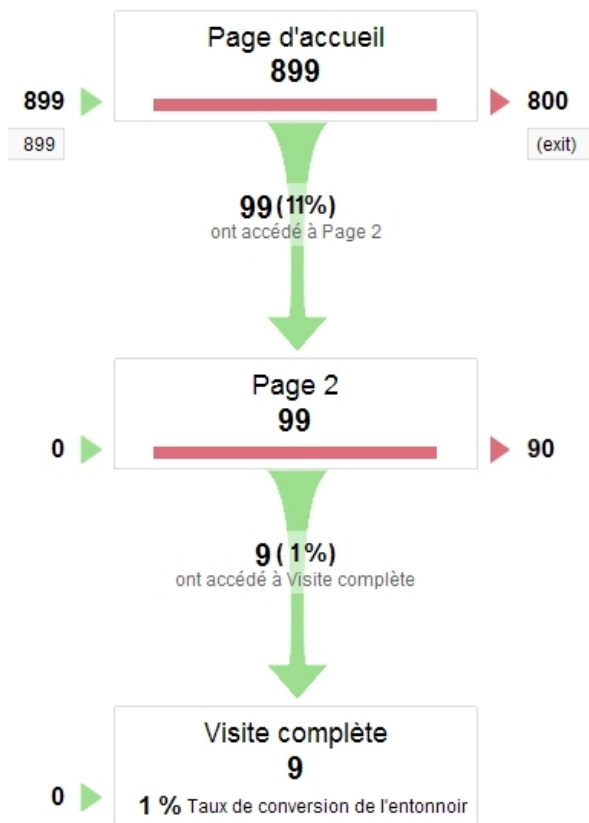 Page d'accueil
899
899
800
899
(exit)
99 (11%)
ont accédé à Page 2
Page 2
99
0
90
9 ( 1%)
ont accédé à Visite complète
Visite complète
9
0
1 % Taux de conversion de l'entonnoir